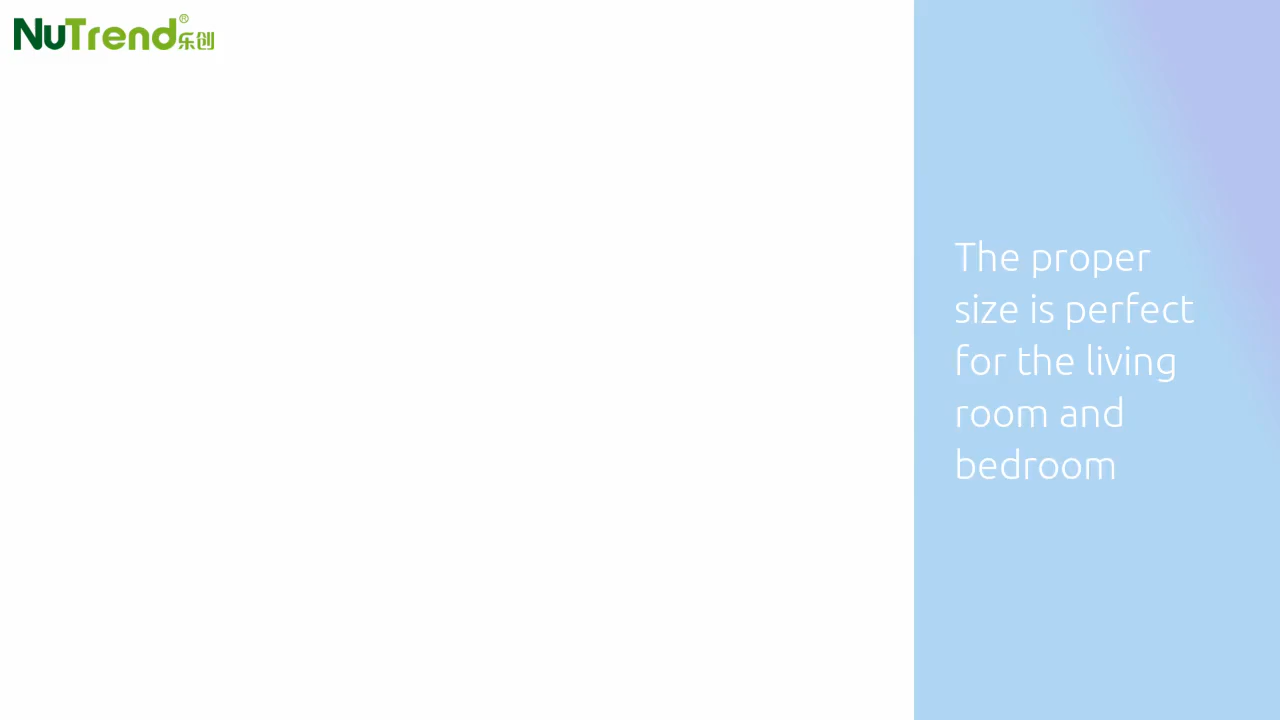 NuTrend®乐创
The proper
size is perfect
for the living
room and
bedroom